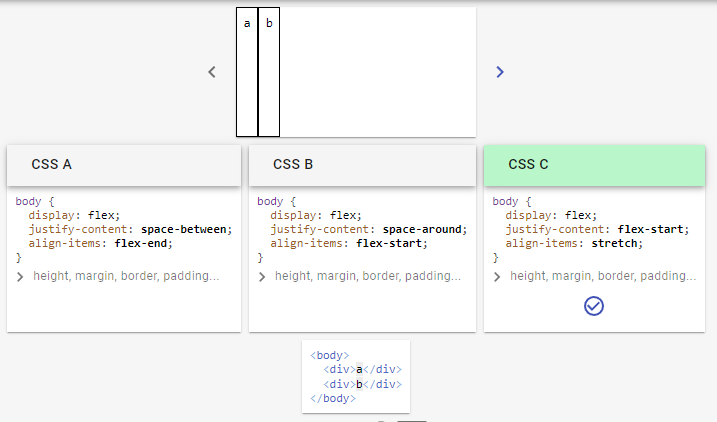 a b
CSS A
body {
  display: flex;
  justify-content: space-between;
  align-items: flex-end;
}
height, margin, border, padding...
CSS B
body {
  display: flex;
  justify-content: space-around;
  align-items: flex-start;
}
height, margin, border, padding...
CSS C
body {
  display: flex;
  justify-content: flex-start;
  align-items: stretch;
}
height, margin, border, padding...
<body>
  <div>a</div>
  <div>b</div>
</body>